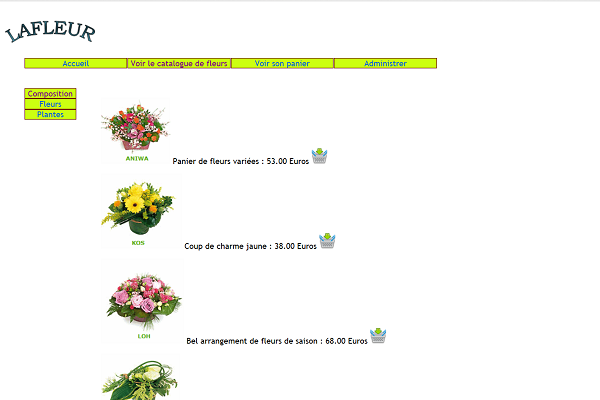 LAFLEUR
Accueil Voir le catalogue de fleurs Voir son panier Administrer
Composition
Fleurs
Plantes
ANIWA
Panier de fleurs variées : 53.00 Euros
KOS
Coup de charme jaune : 38.00 Euros
LOH
Bel arrangement de fleurs de saison : 68.00 Euros